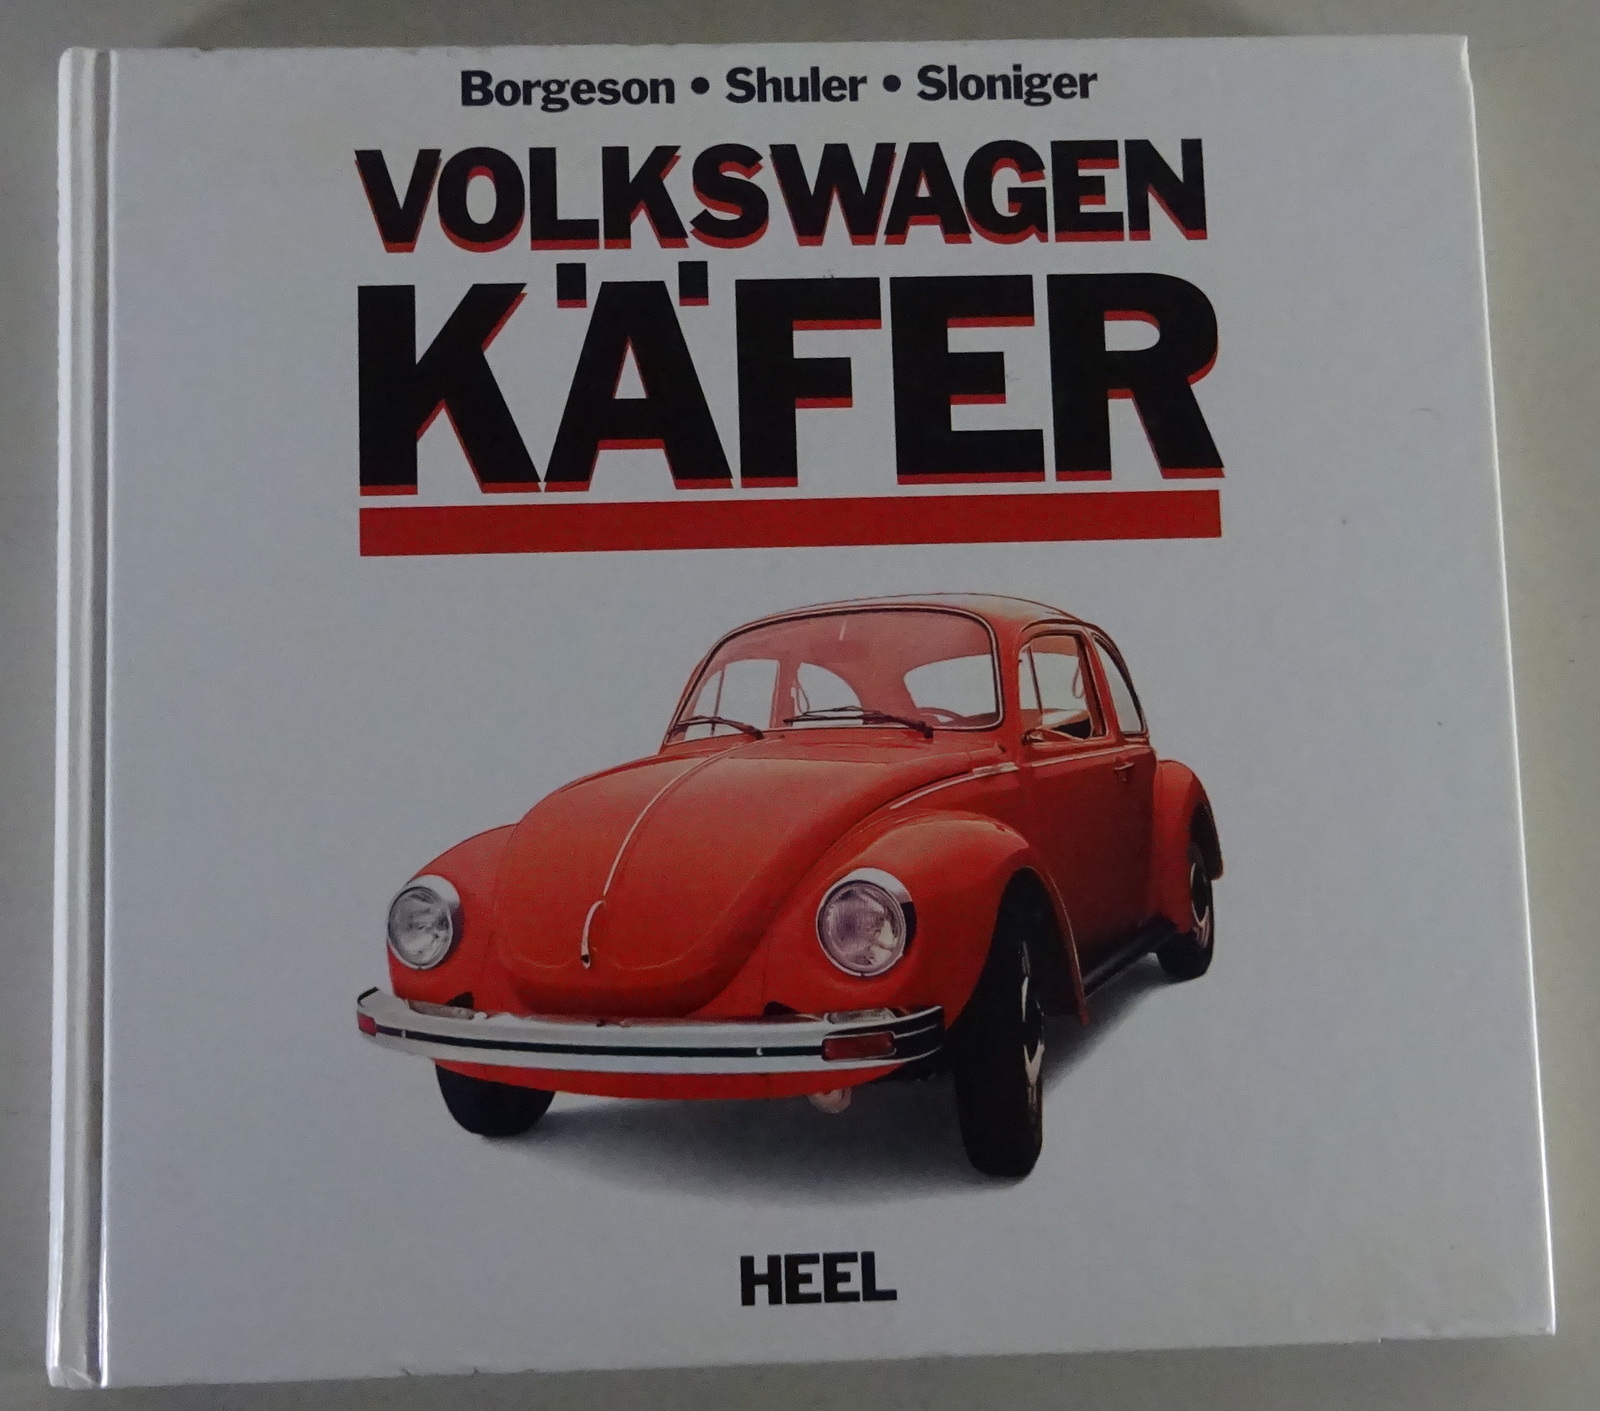 Borgeson • Shuler • Sloniger
VOLKSWAGEN
KÄFER
HEEL